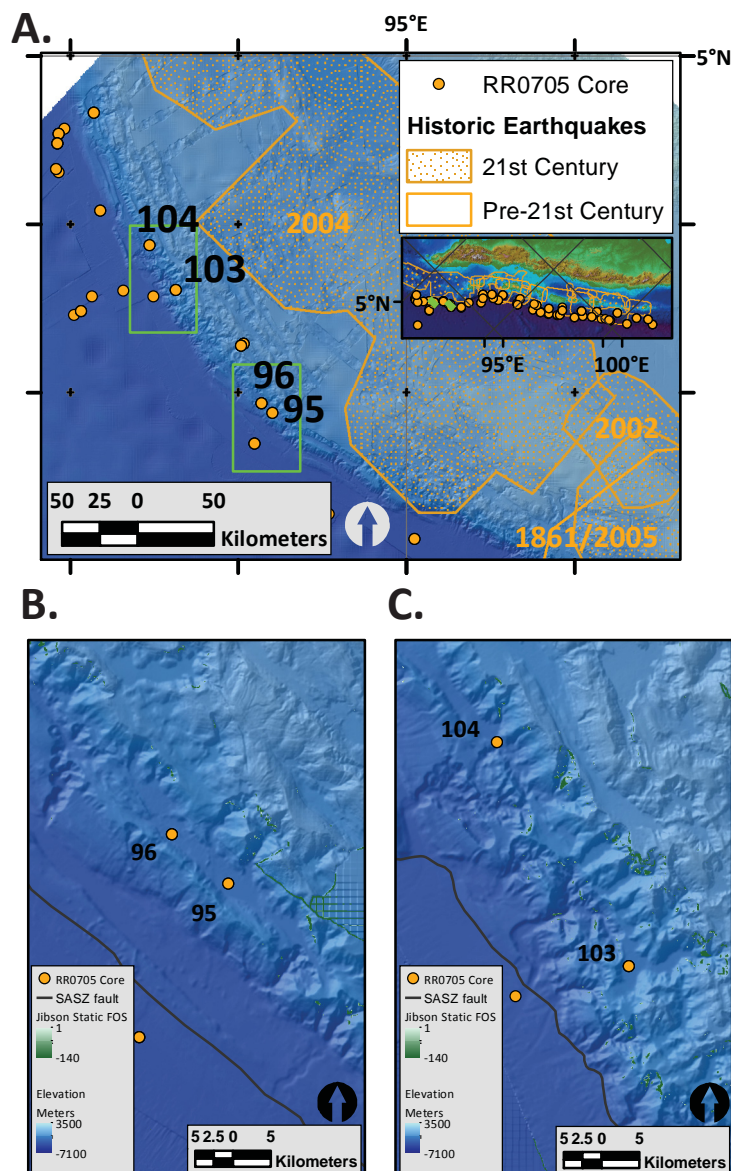 A.
95°E
5°N
RR0705 Core
Historic Earthquakes
21st Century
Pre-21st Century
104
2004
103
5°N
95°E 100°E
96
95
2002
50 25 0 50
Kilometers
1861/2005
B.
C.
104
96
95
103
RR0705 Core
SASZ fault
Jibson Static FOS
1
-140
Elevation
Meters
3500
-7100
5 2.5 0 5
Kilometers
RR0705 Core
SASZ fault
Jibson Static FOS
1
-140
Elevation
Meters
3500
-7100
5 2.5 0 5
Kilometers